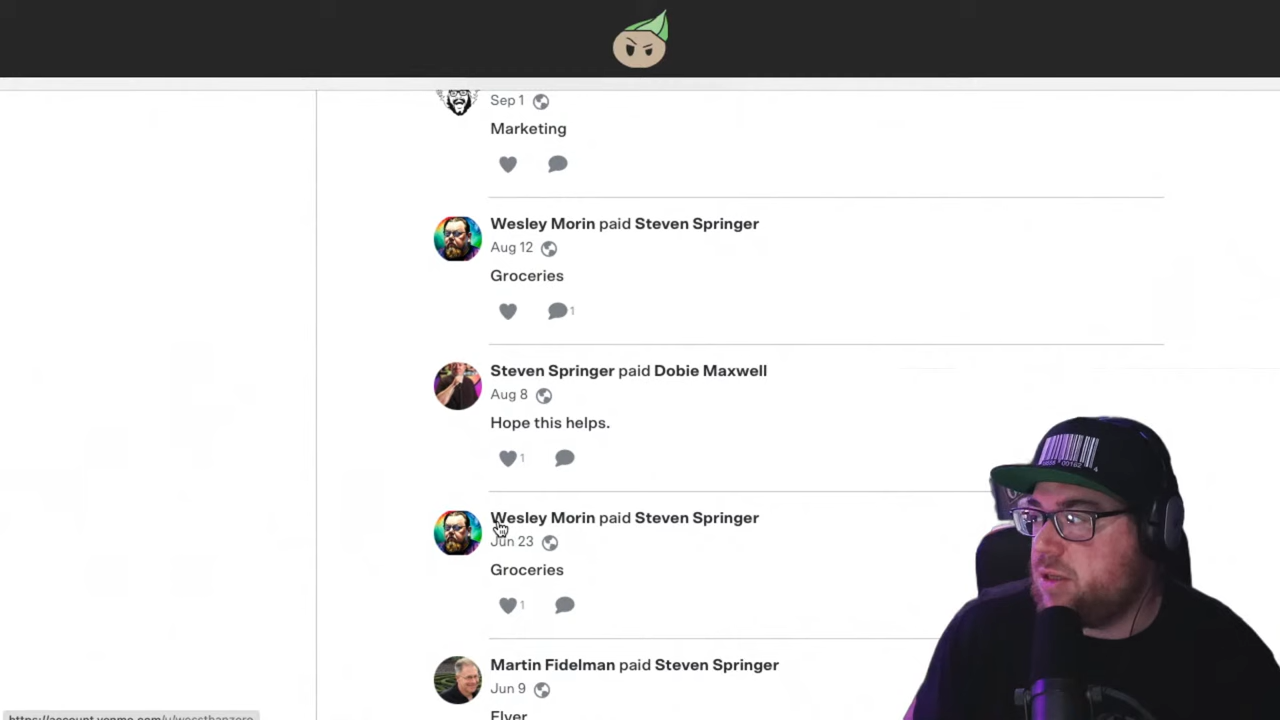 Sep 1
Marketing
Wesley Morin paid Steven Springer
Aug 12
Groceries
1
Steven Springer paid Dobie Maxwell
Aug 8
Hope this helps.
1
Wesley Morin paid Steven Springer
Jun 23
Groceries
1
Martin Fidelman paid Steven Springer
Jun 9
Flyer